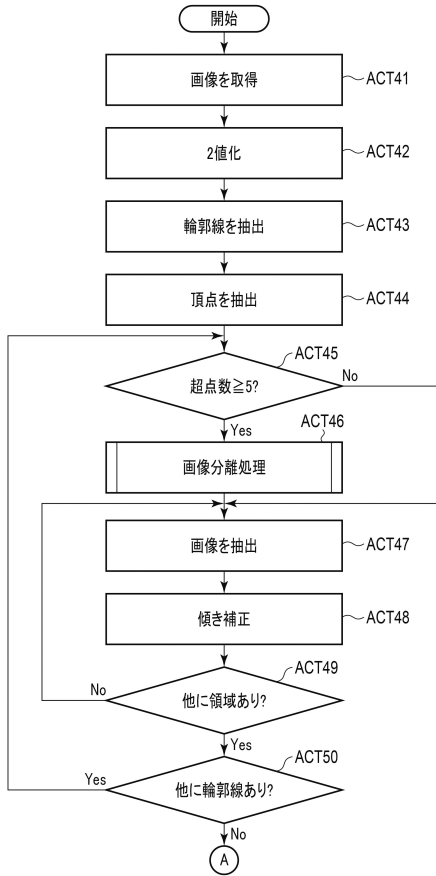 開始
画像を取得
ACT41
2値化
ACT42
輪郭線を抽出
ACT43
頂点を抽出
ACT44
ACT45
超点数≧5?
No
Yes
ACT46
画像分離処理
画像を抽出
ACT47
傾き補正
ACT48
ACT49
他に領域あり?
No
Yes
ACT50
他に輪郭線あり?
Yes
No
A